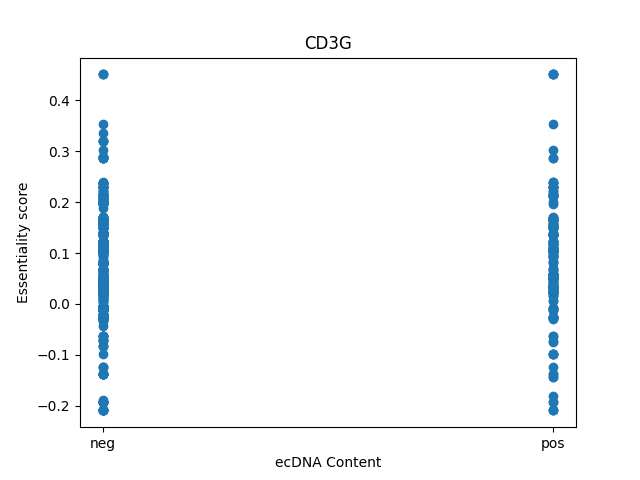 CD3G
Essentiality score
0.4
0.3
0.2
0.1
0.0
−0.1
−0.2
neg
pos
ecDNA Content